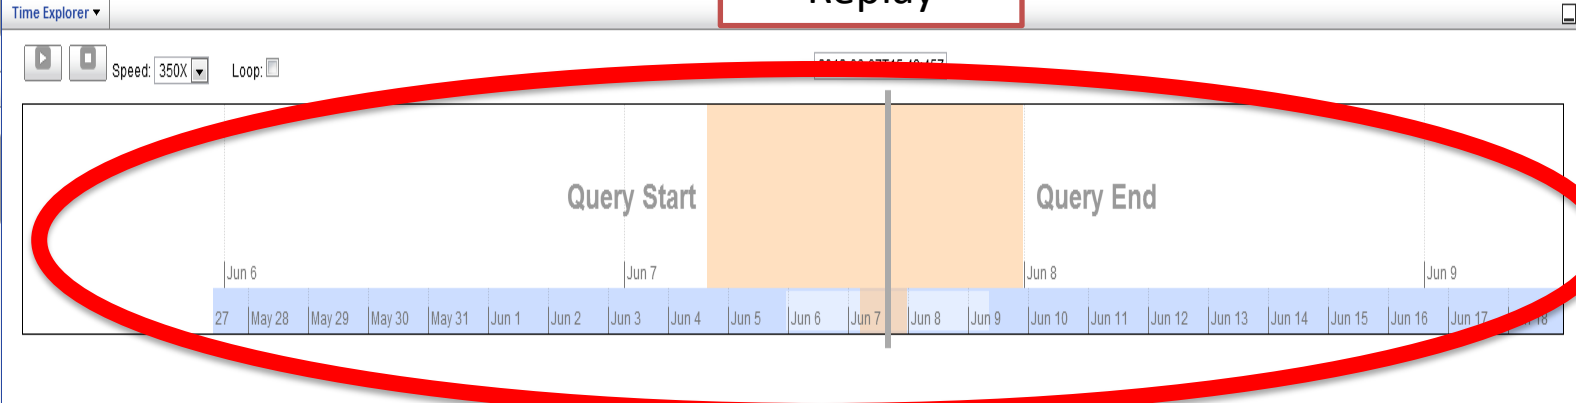 Replay
Time Explorer
Speed: 350X Loop:
Query Start Query End
Jun 6 Jun 7 Jun 8 Jun 9
27 May 28 May 29 May 30 May 31 Jun 1 Jun 2 Jun 3 Jun 4 Jun 5 Jun 6 Jun 7 Jun 8 Jun 9 Jun 10 Jun 11 Jun 12 Jun 13 Jun 14 Jun 15 Jun 16 Jun 17 18